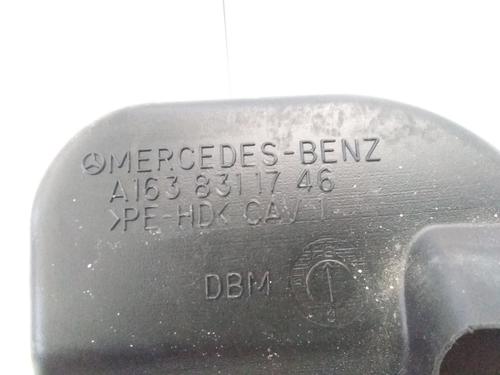 MERCEDES-BENZ
A163 831 17 46
>PE-HD< CAV 1
DBM